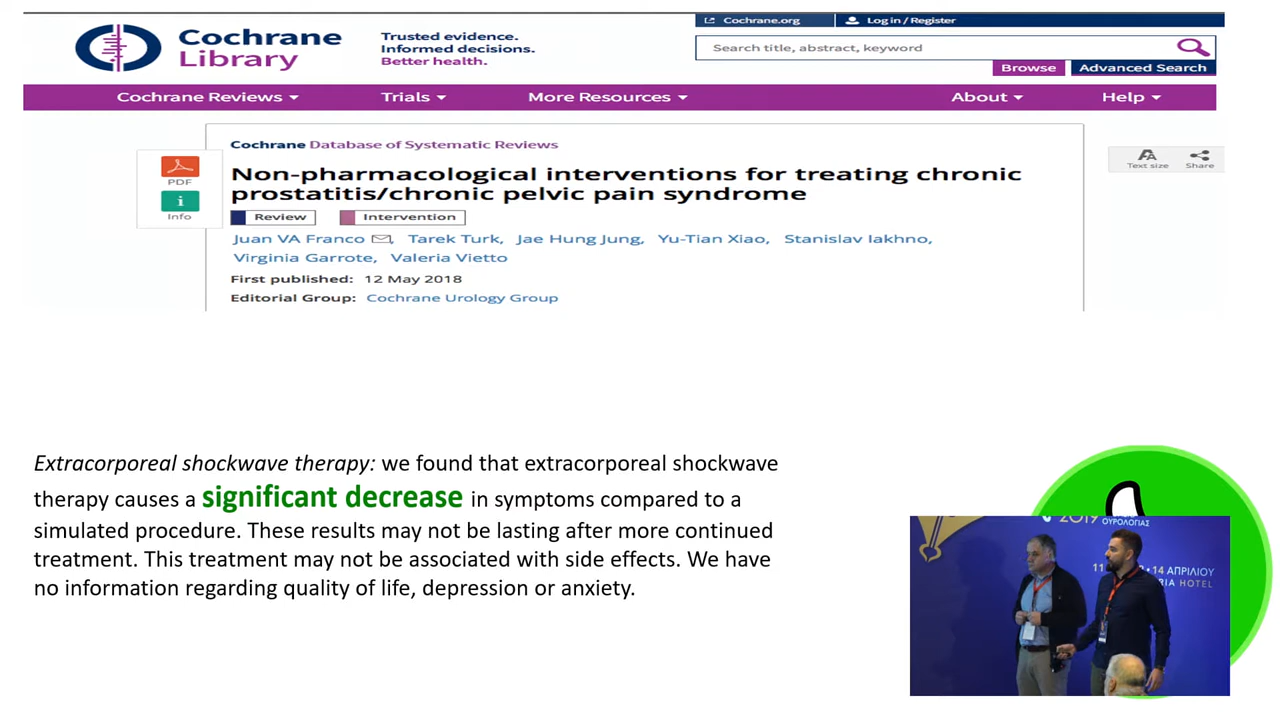 Cochrane
Library
Trusted evidence.
Informed decisions.
Better health.
Cochrane.org
Log in / Register
Search title, abstract, keyword
Browse
Advanced Search
Cochrane Reviews
Trials
More Resources
About
Help
Cochrane Database of Systematic Reviews
PDF
Info
Text size
Share
Non-pharmacological interventions for treating chronic
prostatitis/chronic pelvic pain syndrome
Review
Intervention
Juan VA Franco, Tarek Turk, Jae Hung Jung, Yu-Tian Xiao, Stanislav Iakhno,
Virginia Garrote, Valeria Vietto
First published: 12 May 2018
Editorial Group: Cochrane Urology Group
Extracorporeal shockwave therapy: we found that extracorporeal shockwave
therapy causes a significant decrease in symptoms compared to a
simulated procedure. These results may not be lasting after more continued
treatment. This treatment may not be associated with side effects. We have
no information regarding quality of life, depression or anxiety.
2019
ΟΥΡΟΛΟΓΙΑΣ
14 ΑΠΡΙΛΙΟΥ
HOTEL